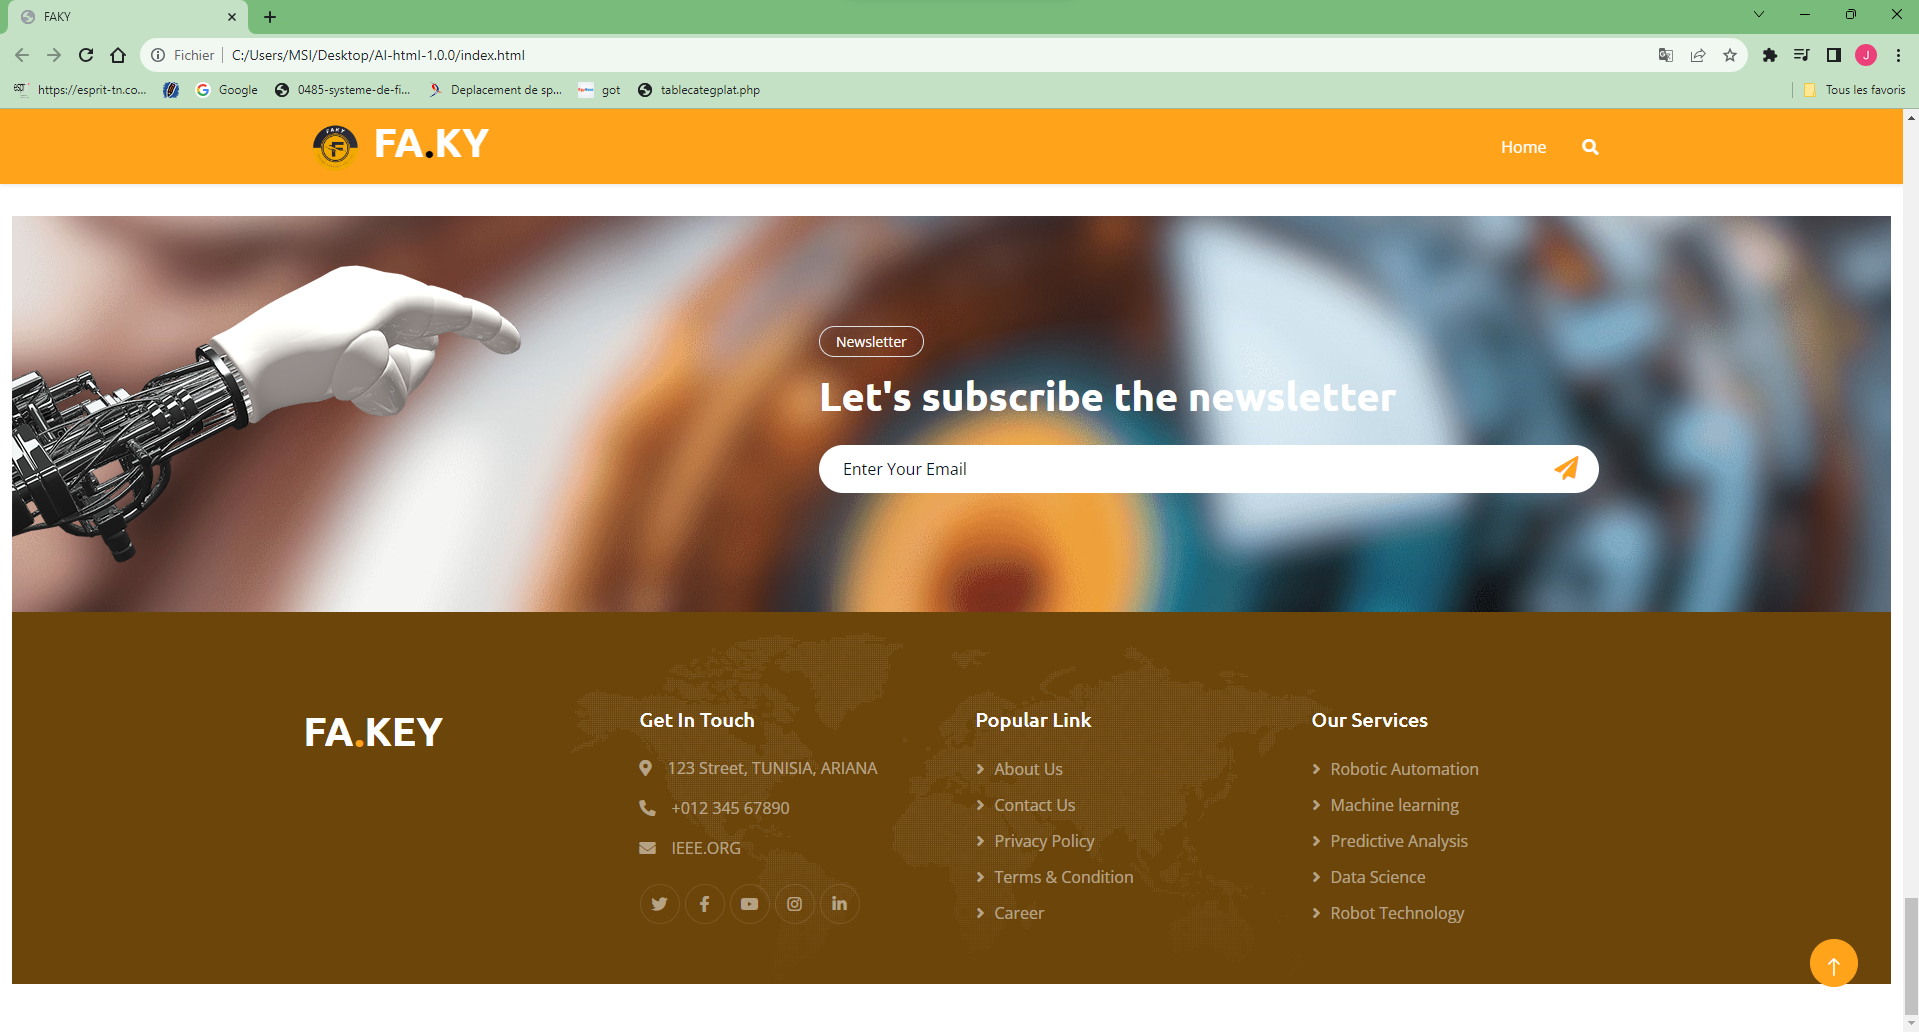 FAKY
Fichier C:/Users/MSI/Desktop/AI-html-1.0.0/index.html
J
https://esprit-tn.co... Google 0485-systeme-de-fi... Deplacement de sp... got tablecategplat.php Tous les favoris
FAKY
F
FA.KY
Home
Newsletter
Let's subscribe the newsletter
Enter Your Email
FA.KEY
Get In Touch
123 Street, TUNISIA, ARIANA
+012 345 67890
IEEE.ORG
Popular Link
About Us
Contact Us
Privacy Policy
Terms & Condition
Career
Our Services
Robotic Automation
Machine learning
Predictive Analysis
Data Science
Robot Technology